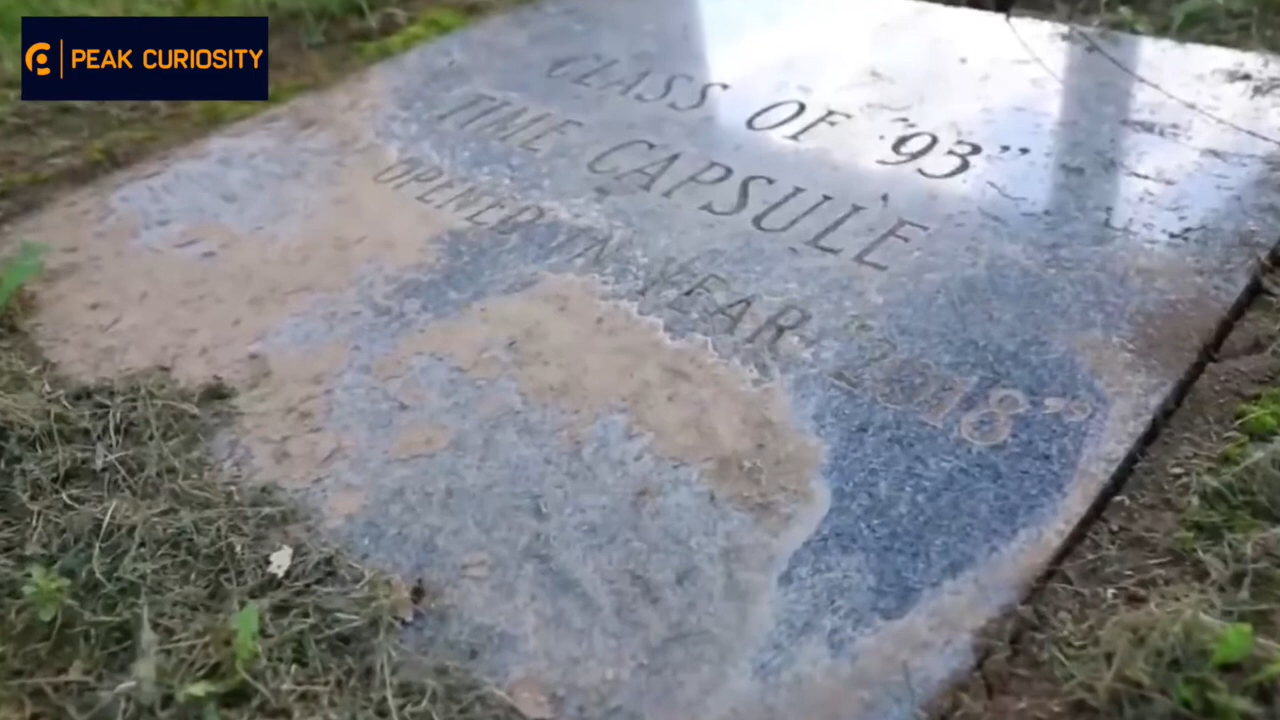 PEAK CURIOSITY
CLASS OF "93"
TIME CAPSULE
OPENED IN YEAR 2018"